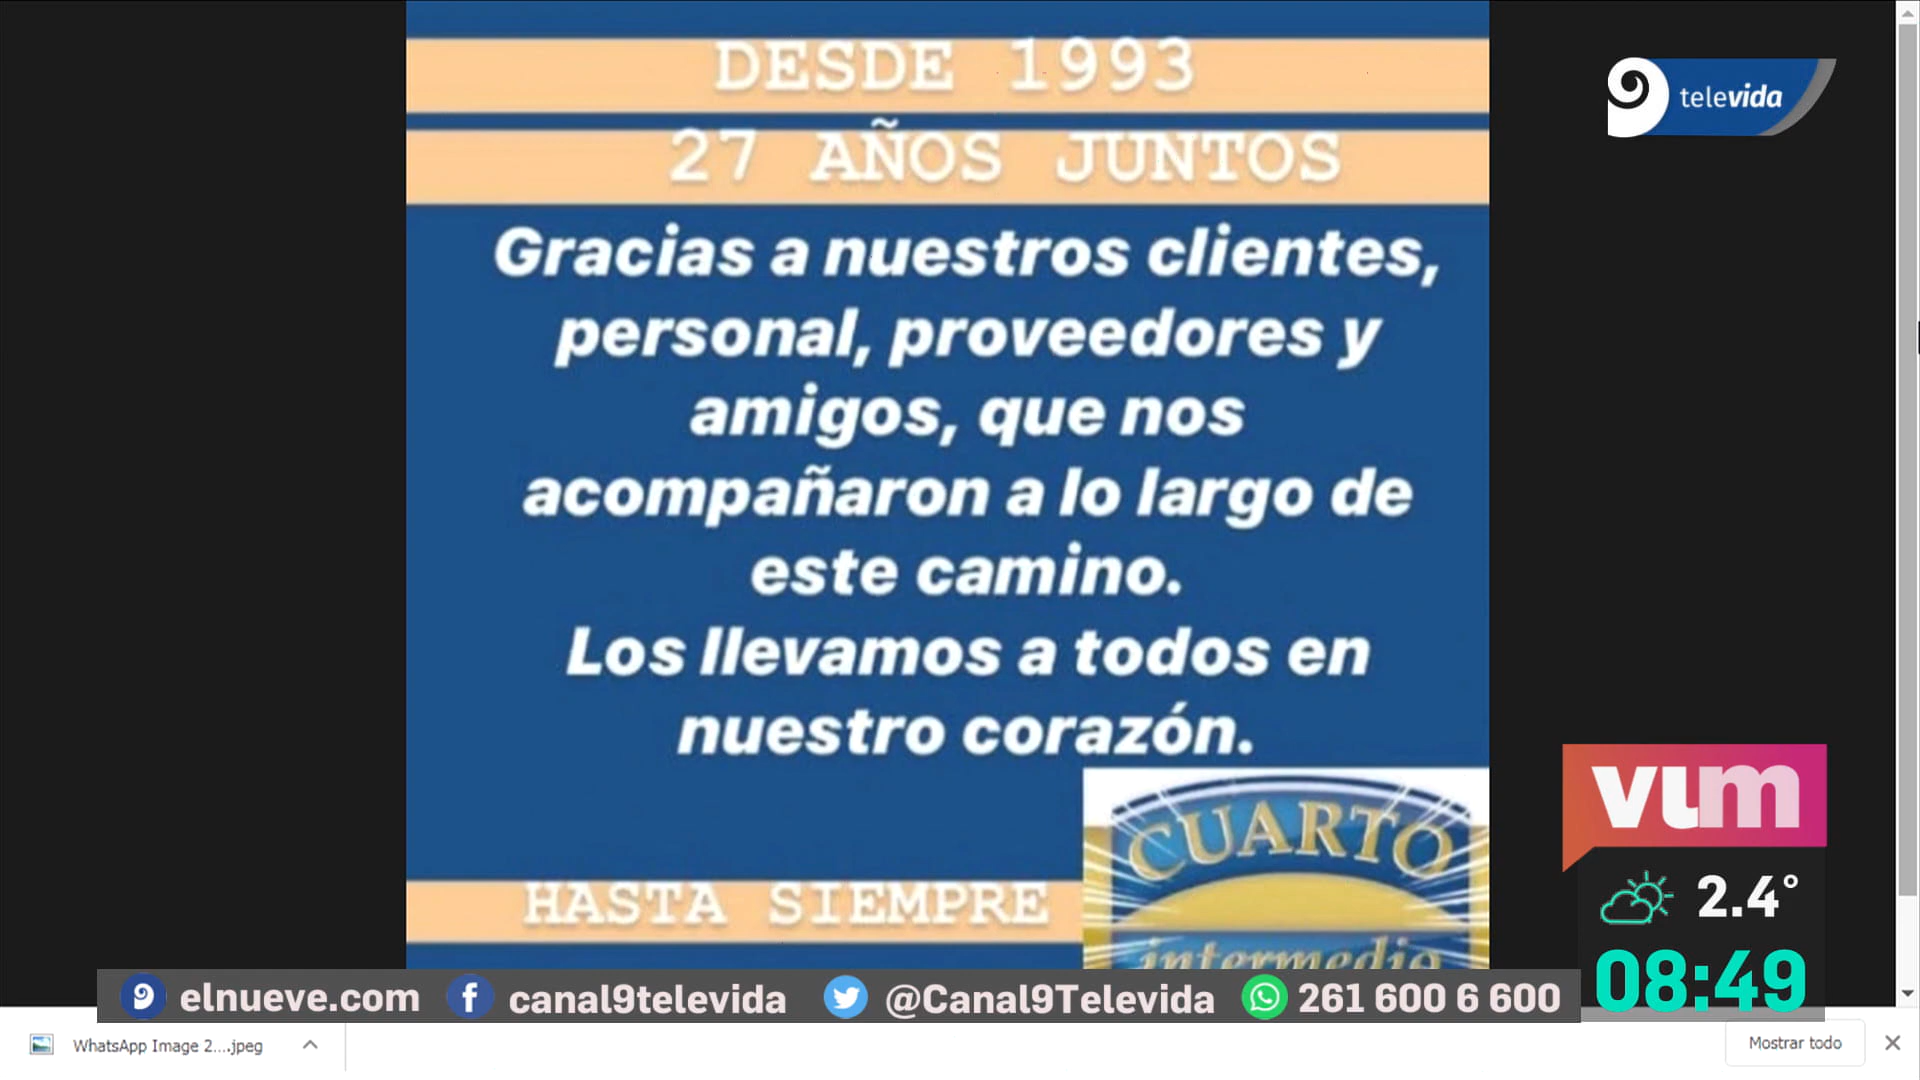 DESDE 1993
27 AÑOS JUNTOS
televida
Gracias a nuestros clientes,
personal, proveedores y
amigos, que nos
acompañaron a lo largo de
este camino.
Los llevamos a todos en
nuestro corazón.
HASTA SIEMPRE
CUARTO
intermedio
vum
2.4°
08:49
elnueve.com
canal9televida
@Canal9Televida
261 600 6 600
WhatsApp Image 2....jpeg
Mostrar todo